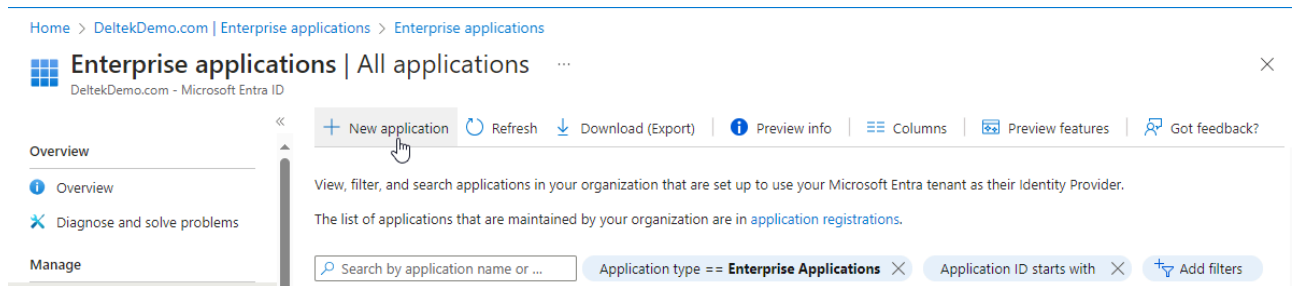 Home > DeltekDemo.com | Enterprise applications > Enterprise applications
Enterprise applications | All applications ...
DeltekDemo.com - Microsoft Entra ID
New application Refresh Download (Export) Preview info Columns Preview features Got feedback?
Overview
Overview
Diagnose and solve problems
Manage
View, filter, and search applications in your organization that are set up to use your Microsoft Entra tenant as their Identity Provider.
The list of applications that are maintained by your organization are in application registrations.
Search by application name or ... Application type == Enterprise Applications Application ID starts with Add filters